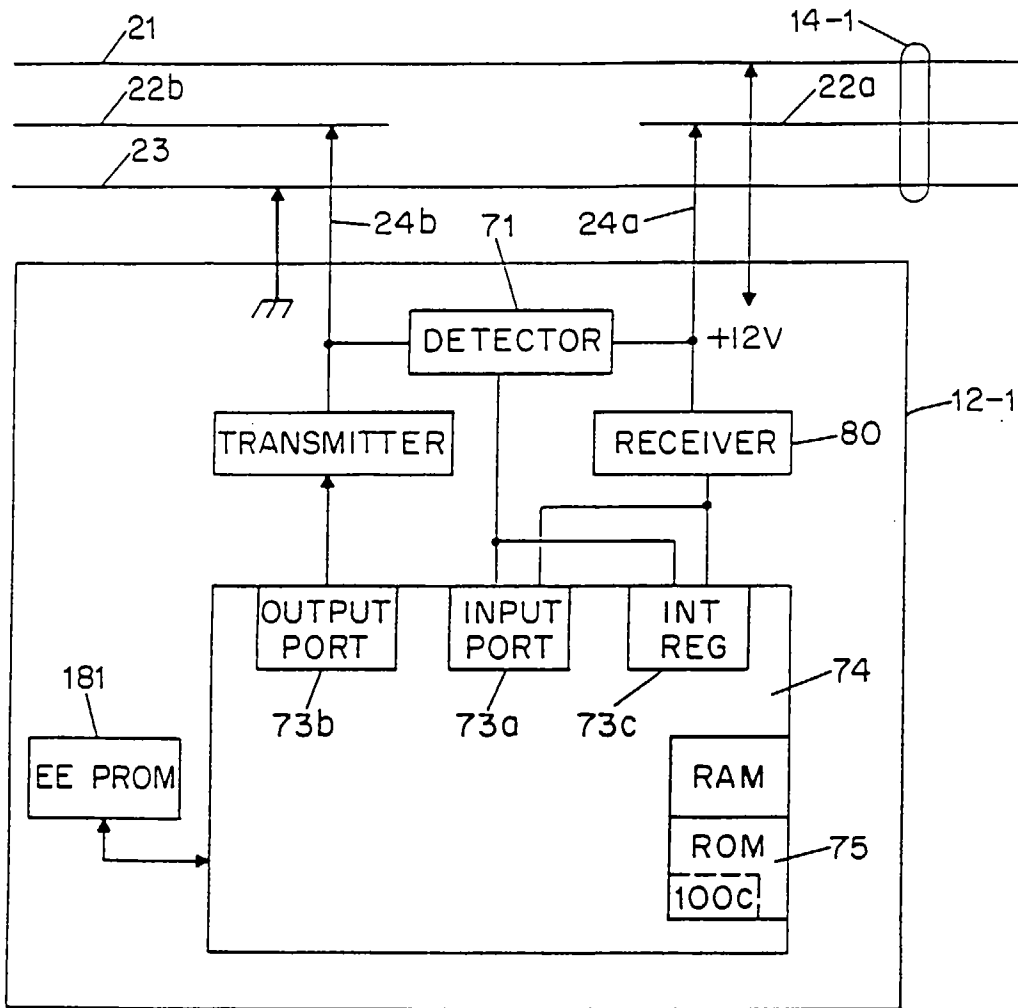 21
14-1
22b
22a
23
24b
71
24a
DETECTOR
+12V
12-1
TRANSMITTER
RECEIVER
80
OUTPUT
PORT
INPUT
PORT
INT
REG
74
181
73b
73a
73c
EE PROM
RAM
ROM
75
100c